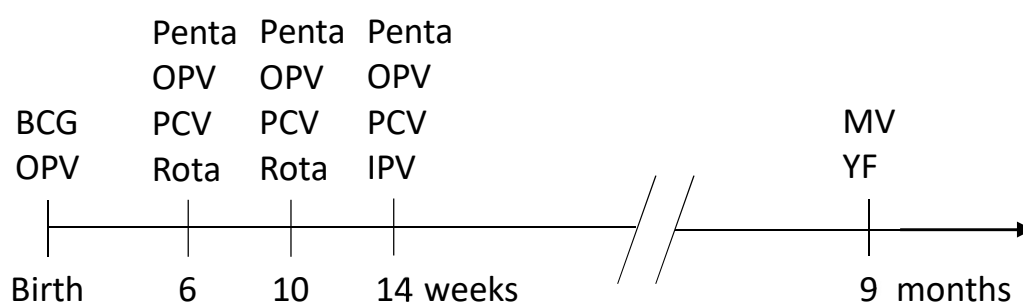 Penta Penta Penta
OPV OPV OPV
BCG PCV PCV PCV MV
OPV Rota Rota IPV YF
Birth 6 10 14 weeks 9 months